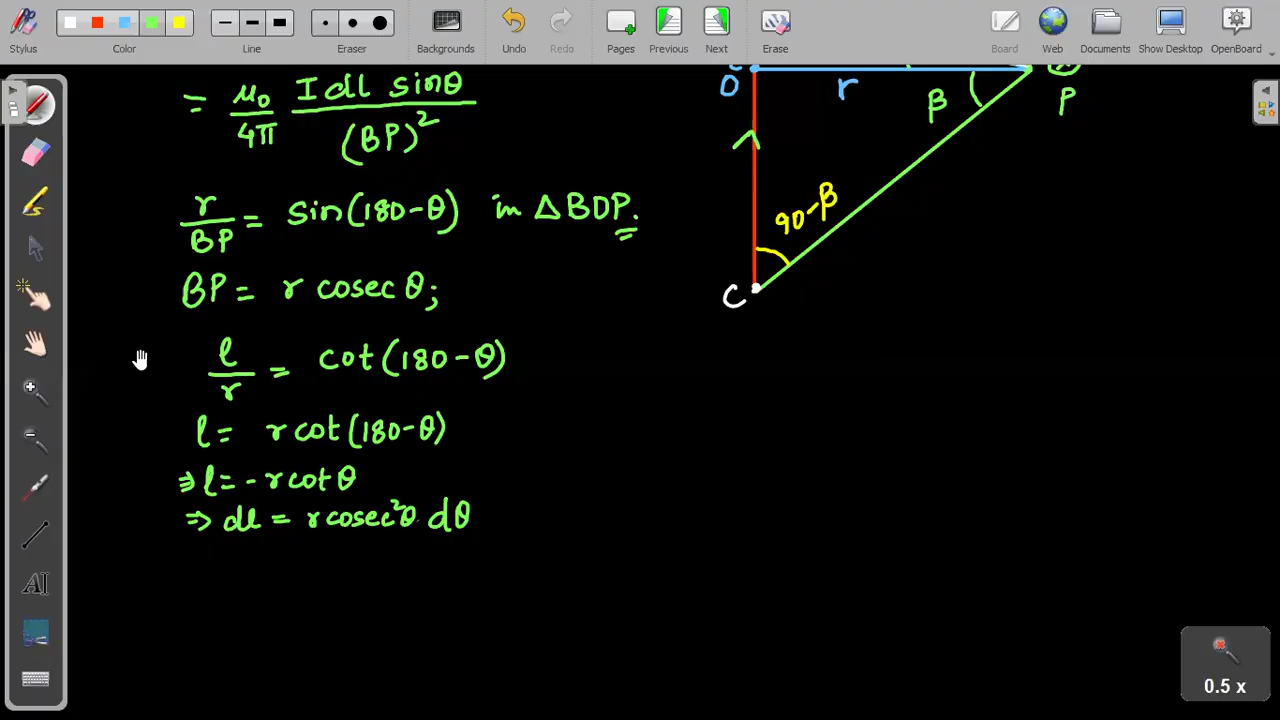 Stylus Color Line Eraser Backgrounds Undo Redo Pages Previous Next Erase Board Web Documents Show Desktop OpenBoard
= μ₀/4π I dl sinθ/(BP)²
r/BP = sin(180-θ) in △BOP.
BP = r cosec θ;
l/r = cot(180-θ)
l = r cot(180-θ)
⇒ l = - r cot θ
⇒ dl = r cosec²θ. dθ
O r β P
90-β
C
0.5 x